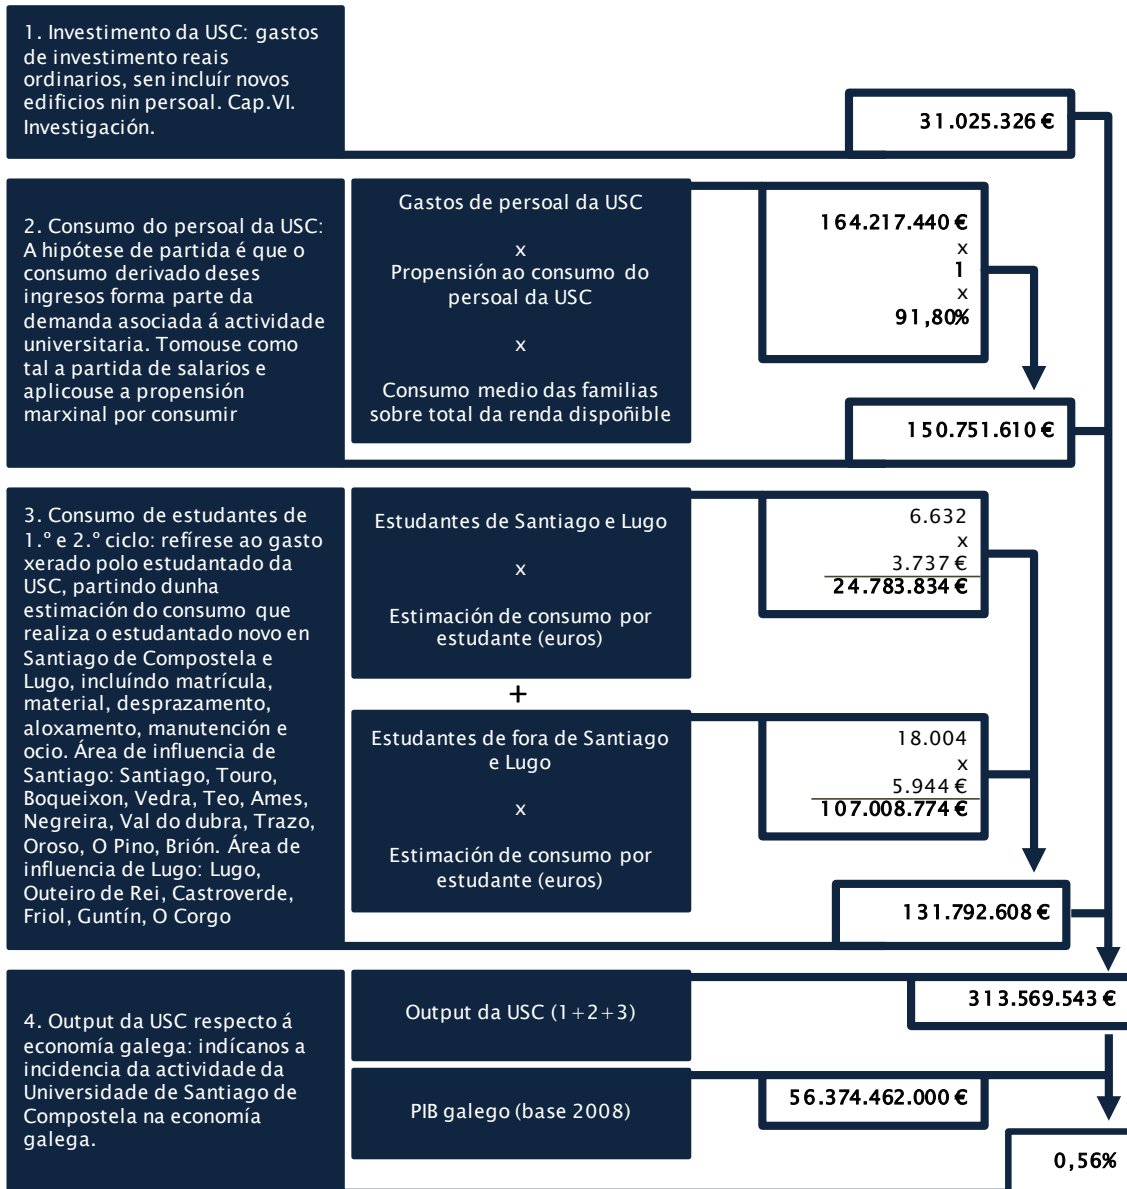 1. Investimento da USC: gastos
de investimento reais
ordinarios, sen incluír novos
edificios nin persoal. Cap.VI.
Investigación.
31.025.326 €
2. Consumo do persoal da USC:
A hipótese de partida é que o
consumo derivado deses
ingresos forma parte da
demanda asociada á actividade
universitaria. Tomouse como
tal a partida de salarios e
aplicouse a propensión
marxinal por consumir
Gastos de persoal da USC
x
Propensión ao consumo do
persoal da USC
x
Consumo medio das familias
sobre total da renda dispoñible
164.217.440 €
x
1
x
91,80%
150.751.610 €
3. Consumo de estudantes de
1.º e 2.º ciclo: refírese ao gasto
xerado polo estudantado da
USC, partindo dunha
estimación do consumo que
realiza o estudantado novo en
Santiago de Compostela e
Lugo, incluíndo matrícula,
material, desprazamento,
aloxamento, manutención e
ocio. Área de influencia de
Santiago: Santiago, Touro,
Boqueixon, Vedra, Teo, Ames,
Negreira, Val do dubra, Trazo,
Oroso, O Pino, Brión. Área de
influencia de Lugo: Lugo,
Outeiro de Rei, Castroverde,
Friol, Guntín, O Corgo
Estudantes de Santiago e Lugo
x
Estimación de consumo por
estudante (euros)
6.632
x
3.737 €
24.783.834 €
+
Estudantes de fora de Santiago
e Lugo
x
Estimación de consumo por
estudante (euros)
18.004
x
5.944 €
107.008.774 €
131.792.608 €
4. Output da USC respecto á
economía galega: indícanos a
incidencia da actividade da
Universidade de Santiago de
Compostela na economía
galega.
Output da USC (1+2+3)
313.569.543 €
PIB galego (base 2008)
56.374.462.000 €
0,56%